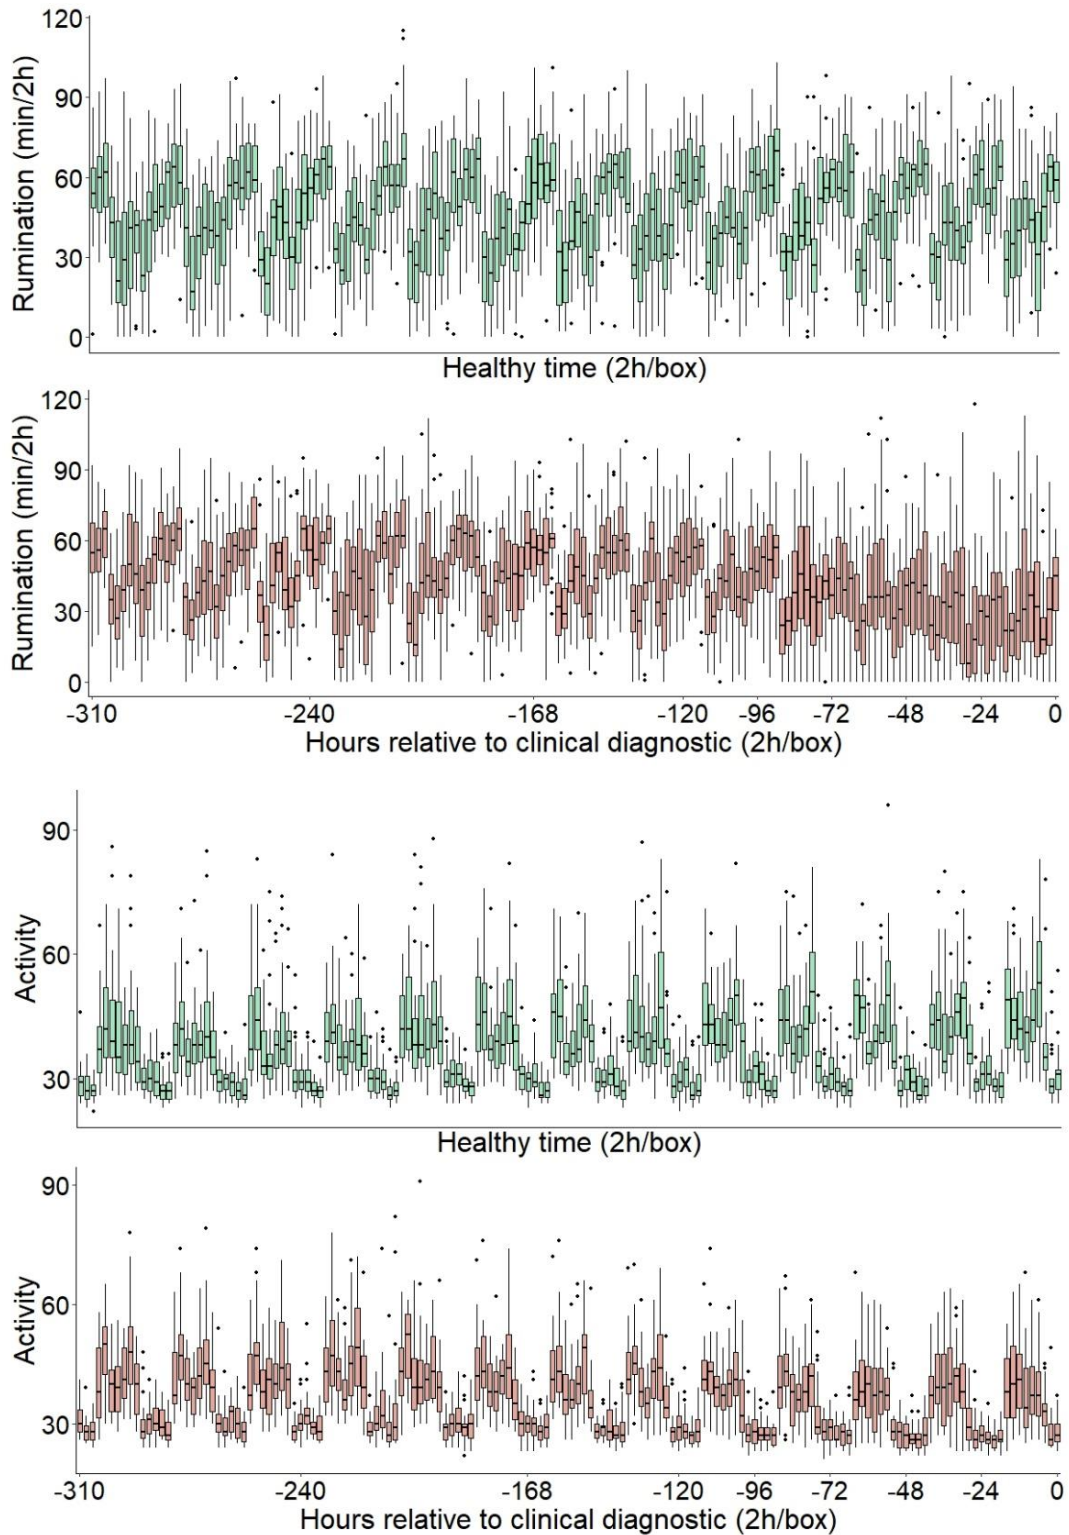 120
90
60
30
0
Rumination (min/2h)
Healthy time (2h/box)
120
90
60
30
0
Rumination (min/2h)
-310 -240 -168 -120 -96 -72 -48 -24 0
Hours relative to clinical diagnostic (2h/box)
90
60
30
Activity
Healthy time (2h/box)
90
60
30
Activity
-310 -240 -168 -120 -96 -72 -48 -24 0
Hours relative to clinical diagnostic (2h/box)